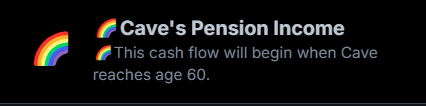 🌈Cave's Pension Income
🌈This cash flow will begin when Cave
reaches age 60.